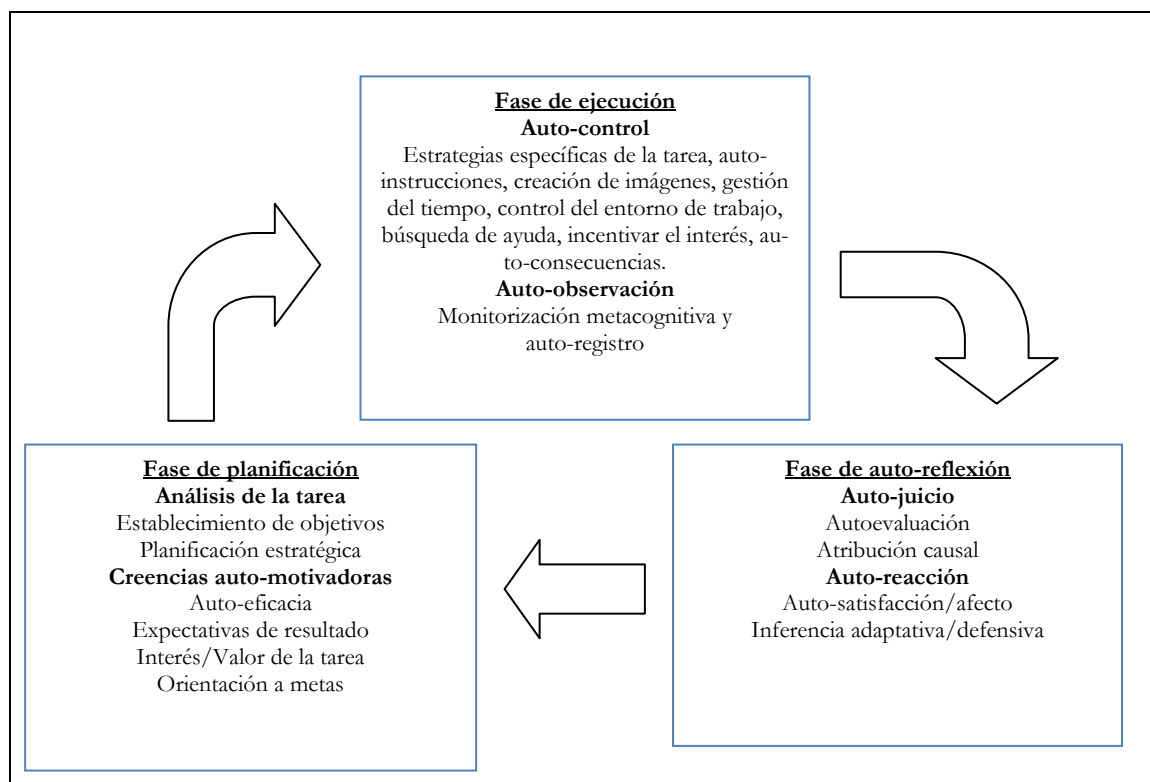 Fase de ejecución
Auto-control
Estrategias específicas de la tarea, auto-
instrucciones, creación de imágenes, gestión
del tiempo, control del entorno de trabajo,
búsqueda de ayuda, incentivar el interés, au-
to-consecuencias.
Auto-observación
Monitorización metacognitiva y
auto-registro
Fase de planificación
Análisis de la tarea
Establecimiento de objetivos
Planificación estratégica
Creencias auto-motivadoras
Auto-eficacia
Expectativas de resultado
Interés/Valor de la tarea
Orientación a metas
Fase de auto-reflexión
Auto-juicio
Autoevaluación
Atribución causal
Auto-reacción
Auto-satisfacción/afecto
Inferencia adaptativa/defensiva